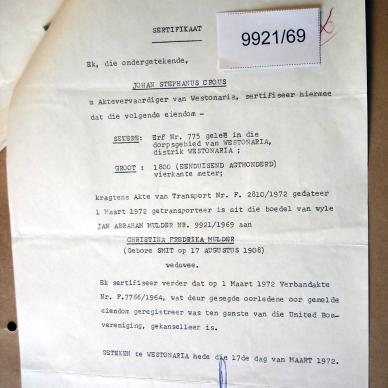 SERTIFIKAAT
9921/69
Ek, die ondergetekende,
JOHAN STEPHANUS CROUS
n Aktevervaardiger van Westonaria, sertifiseer hiermee
dat die volgende eiendom-
SEKERE: Erf Nr. 775 geleë in die
dorpsgebied van WESTONARIA,
distrik WESTONARIA ;
GROOT : 1800 (EENDUISEND AGTHONDERD)
vierkante meter;
kragtens Akte van Transport Nr. F. 2810/1972 gedateer
1 Maart 1972 getransporteer is uit die boedel van wyle
JAN ABRAHAM MULDER NR. 9921/1969 aan
CHRISTINA FREDRIKA MULDER
(Gebore SMIT op 17 AUGUSTUS 1908)
weduwee.
Ek sertifiseer verder dat op 1 Maart 1972 Verbandakte
Nr. F.7766/1964, wat deur gesegde oorledene oor gemelde
eiendom geregistreer was ten gunste van die United Bou-
vereniging, gekanselleer is.
GETEKEN te WESTONARIA hede die 17de dag van MAART 1972.